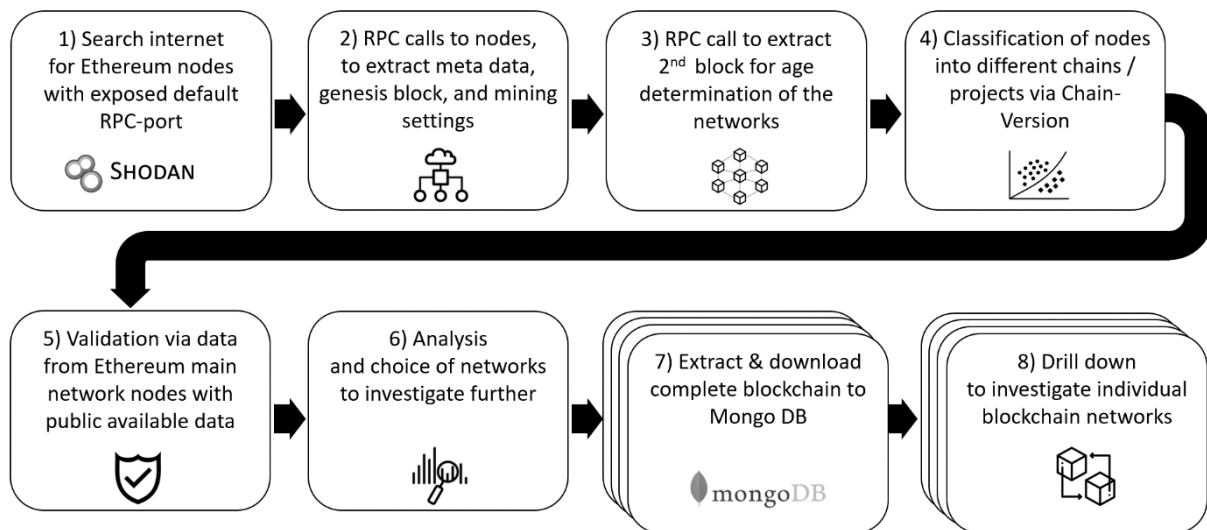 1) Search internet
for Ethereum nodes
with exposed default
RPC-port
SHODAN
2) RPC calls to nodes,
to extract meta data,
genesis block, and mining
settings
3) RPC call to extract
2nd block for age
determination of the
networks
4) Classification of nodes
into different chains /
projects via Chain-
Version
5) Validation via data
from Ethereum main
network nodes with
public available data
6) Analysis
and choice of networks
to investigate further
7) Extract & download
complete blockchain to
Mongo DB
mongoDB
8) Drill down
to investigate individual
blockchain networks